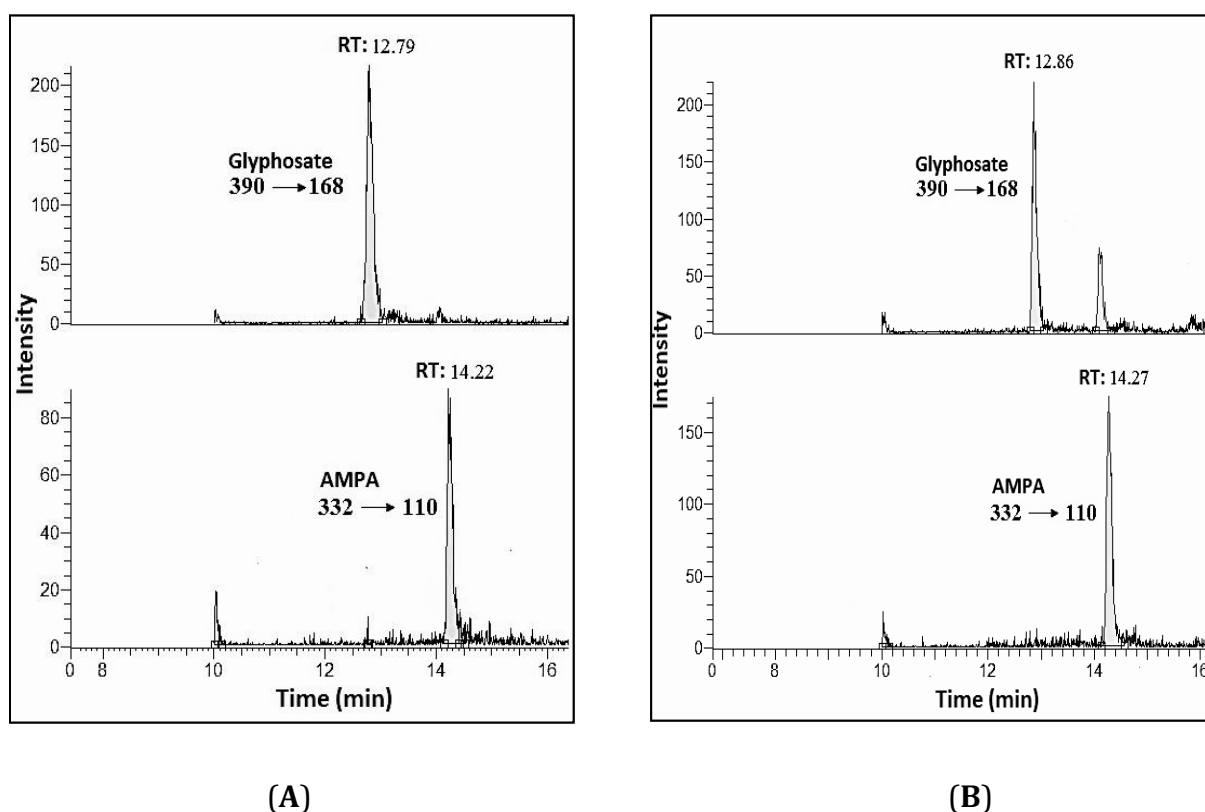 RT: 12.79
200
150
100
50
0
Glyphosate
390 → 168
Intensity
RT: 14.22
80
60
40
20
0
AMPA
332 → 110
0 8 10 12 14 16
Time (min)
(A)
RT: 12.86
200
150
100
50
0
Glyphosate
390 → 168
Intensity
RT: 14.27
150
100
50
0
AMPA
332 → 110
0 10 12 14 16
Time (min)
(B)